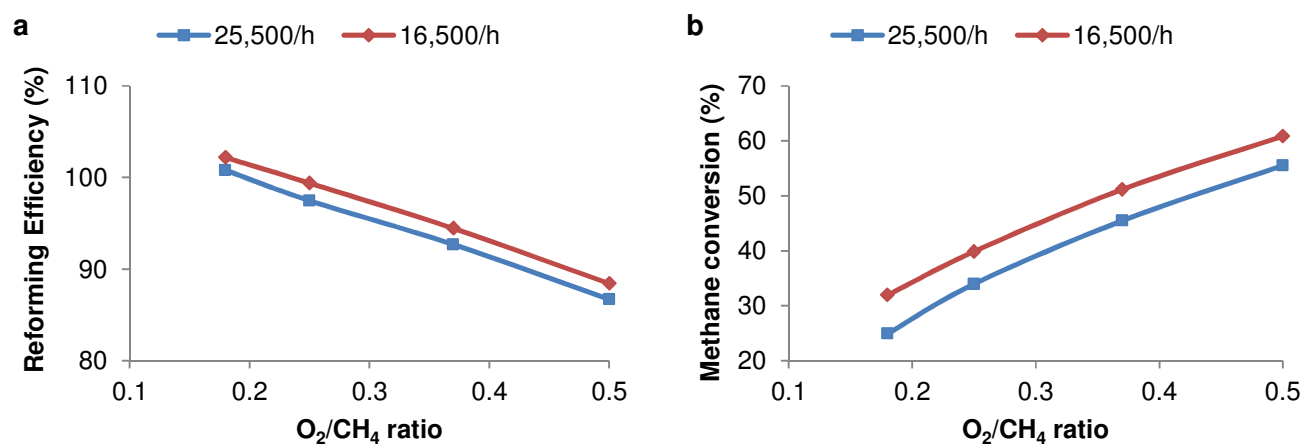 a
25,500/h 16,500/h
Reforming Efficiency (%)
110
100
90
80
0.1 0.2 0.3 0.4 0.5
O₂/CH₄ ratio
b
25,500/h 16,500/h
Methane conversion (%)
70
60
50
40
30
20
0.1 0.2 0.3 0.4 0.5
O₂/CH₄ ratio